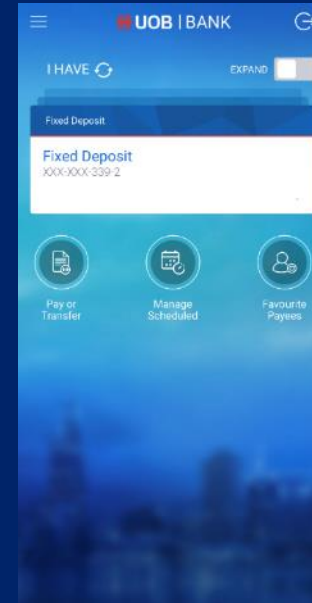 UOB | BANK
I HAVE
EXPAND
Fixed Deposit
Fixed Deposit
XXX-XXX-339-2
Pay or
Transfer
Manage
Scheduled
Favourite
Payees